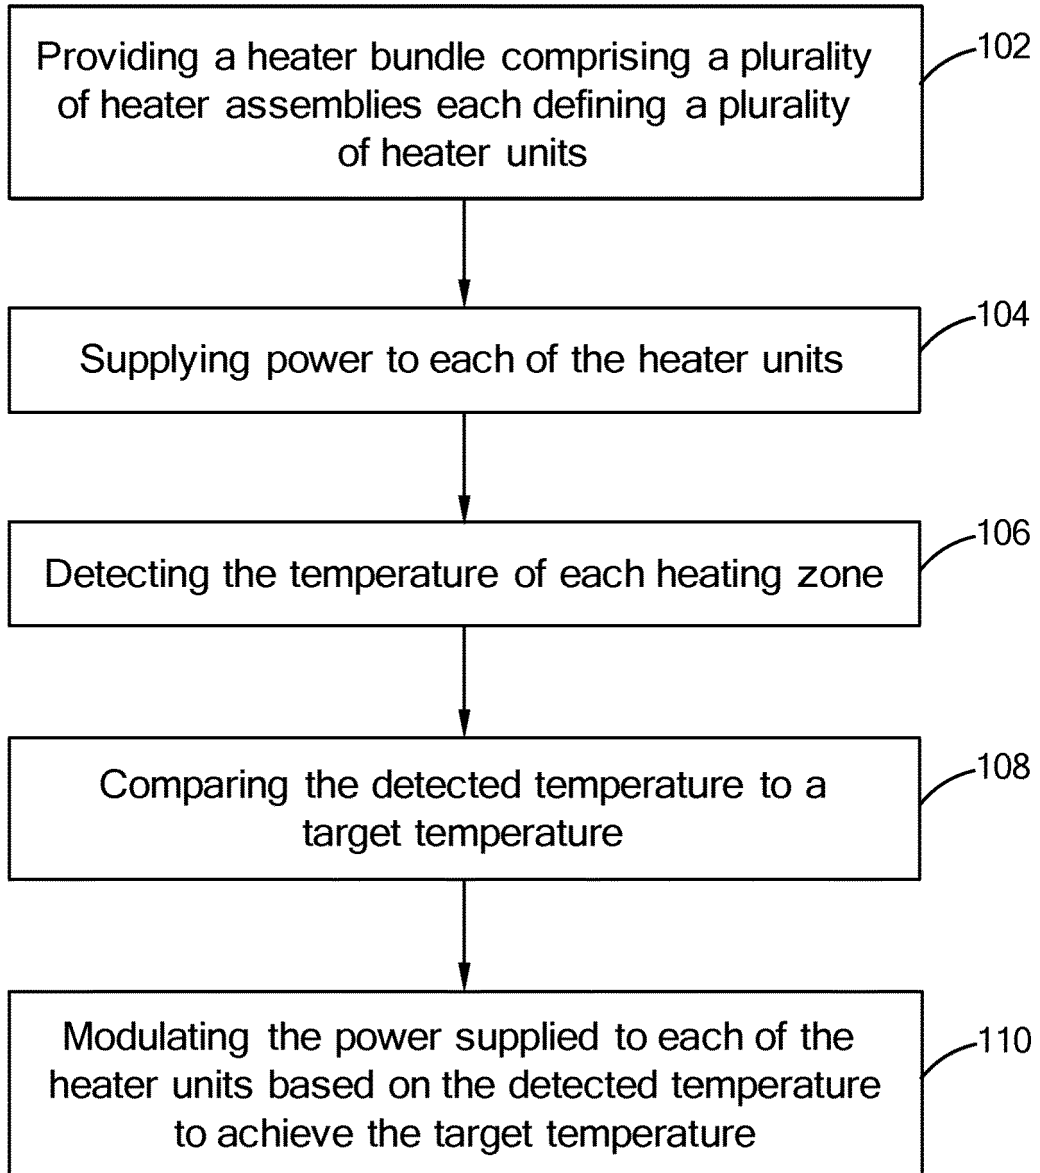 Providing a heater bundle comprising a plurality
of heater assemblies each defining a plurality
of heater units
102
Supplying power to each of the heater units
104
Detecting the temperature of each heating zone
106
Comparing the detected temperature to a
target temperature
108
Modulating the power supplied to each of the
heater units based on the detected temperature
to achieve the target temperature
110